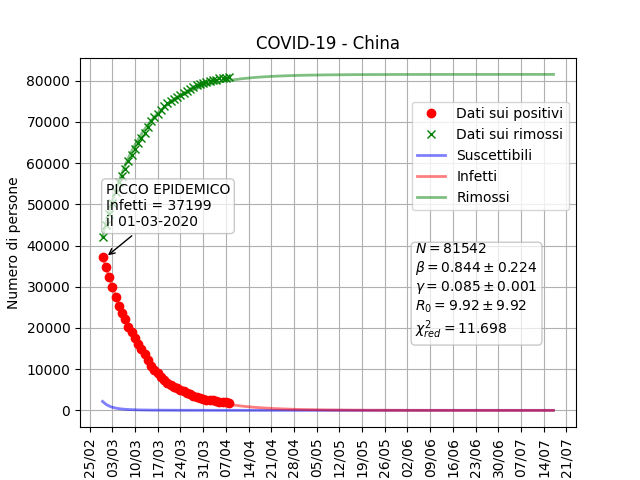 COVID-19 - China
Numero di persone
80000
70000
60000
50000
40000
30000
20000
10000
0
Dati sui positivi
Dati sui rimossi
Suscettibili
Infetti
Rimossi
PICCO EPIDEMICO
Infetti = 37199
il 01-03-2020
N = 81542
β = 0.844 ± 0.224
γ = 0.085 ± 0.001
R₀ = 9.92 ± 9.92
χ²red = 11.698
25/02
03/03
10/03
17/03
24/03
31/03
07/04
14/04
21/04
28/04
05/05
12/05
19/05
26/05
02/06
09/06
16/06
23/06
30/06
07/07
14/07
21/07